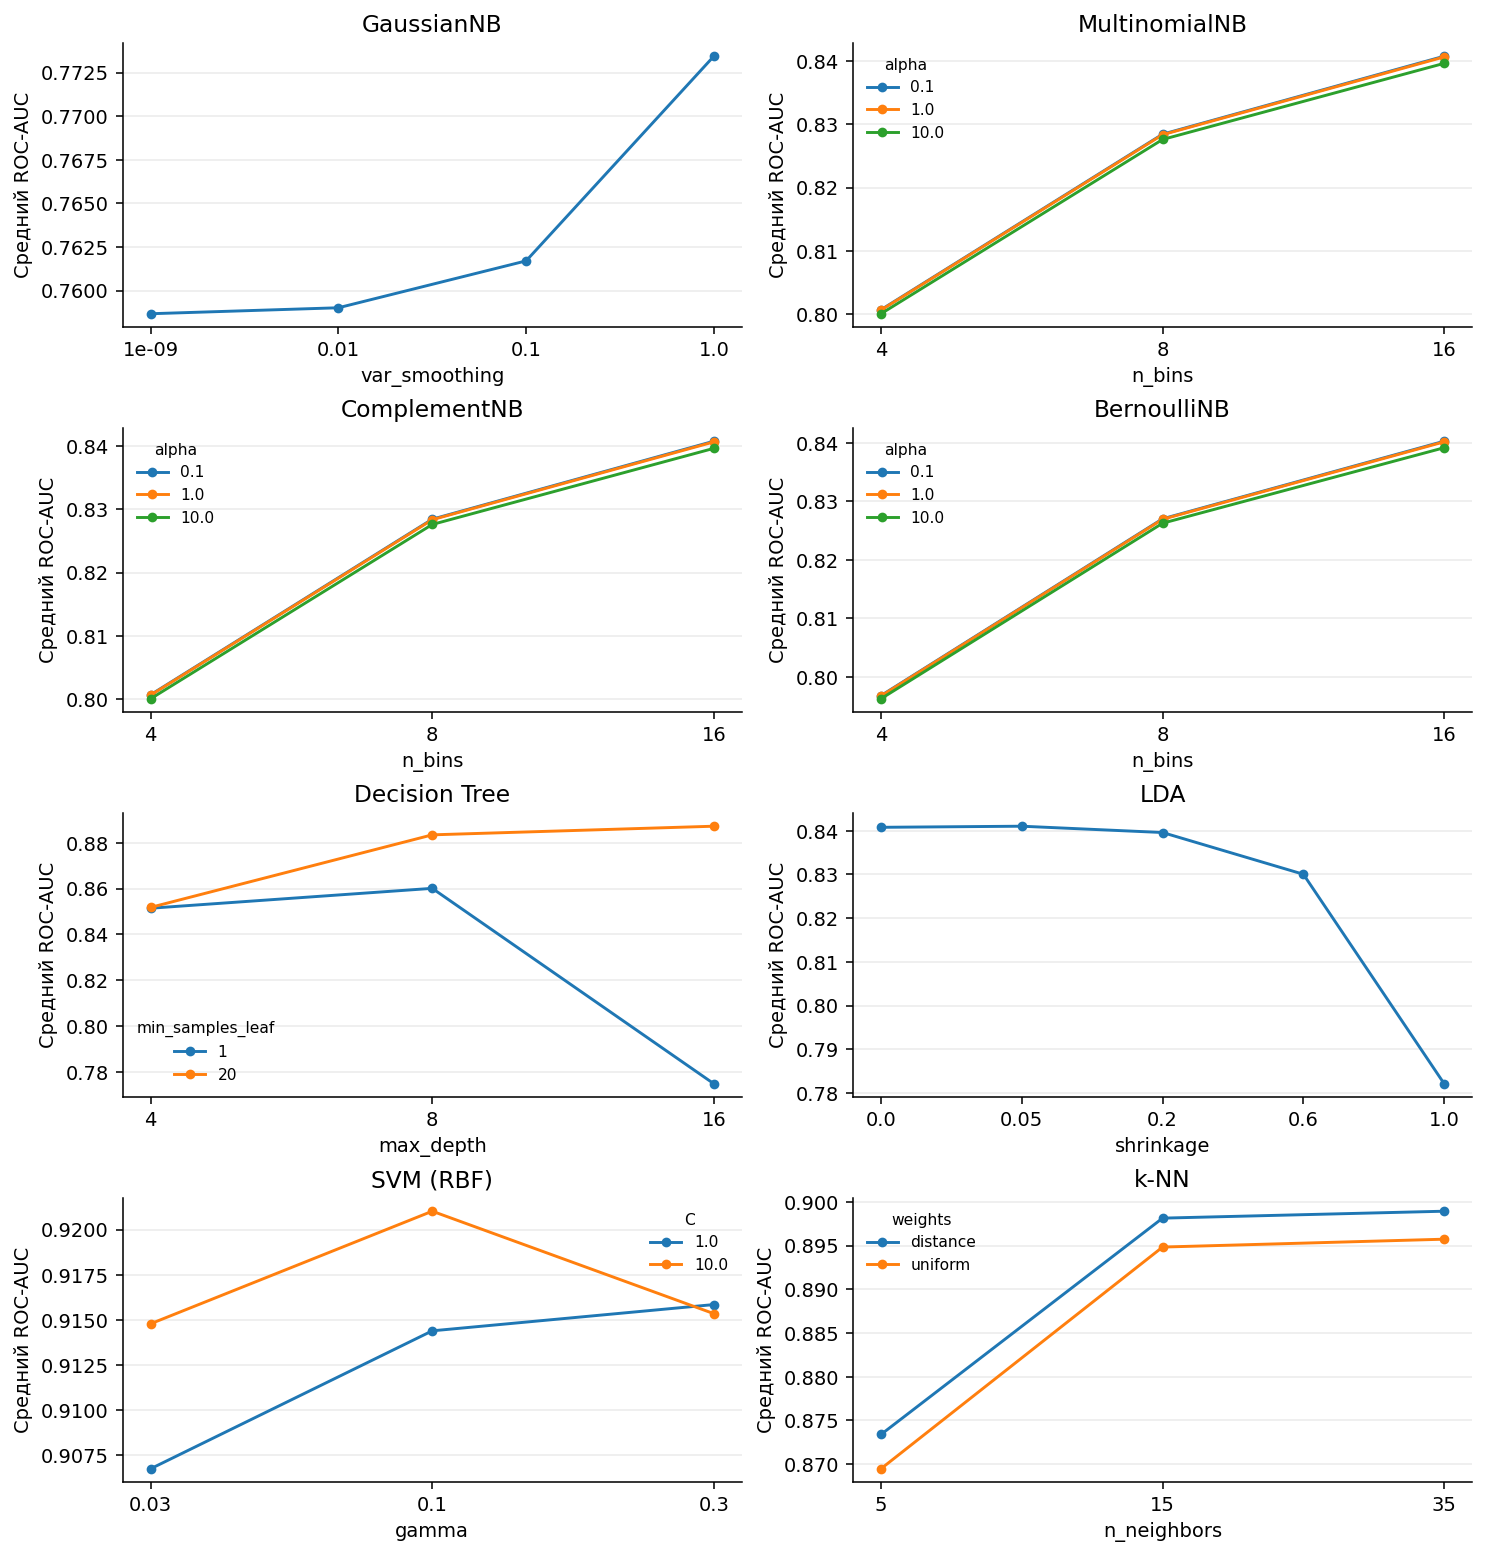 GaussianNB
Средний ROC-AUC
0.7725
0.7700
0.7675
0.7650
0.7625
0.7600
1e-09 0.01 0.1 1.0
var_smoothing
MultinomialNB
Средний ROC-AUC
0.84
0.83
0.82
0.81
0.80
alpha
0.1
1.0
10.0
4 8 16
n_bins
ComplementNB
Средний ROC-AUC
0.84
0.83
0.82
0.81
0.80
alpha
0.1
1.0
10.0
4 8 16
n_bins
BernoulliNB
Средний ROC-AUC
0.84
0.83
0.82
0.81
0.80
alpha
0.1
1.0
10.0
4 8 16
n_bins
Decision Tree
Средний ROC-AUC
0.88
0.86
0.84
0.82
0.80
0.78
min_samples_leaf
1
20
4 8 16
max_depth
LDA
Средний ROC-AUC
0.84
0.83
0.82
0.81
0.80
0.79
0.78
0.0 0.05 0.2 0.6 1.0
shrinkage
SVM (RBF)
Средний ROC-AUC
0.9200
0.9175
0.9150
0.9125
0.9100
0.9075
C
1.0
10.0
0.03 0.1 0.3
gamma
k-NN
Средний ROC-AUC
0.900
0.895
0.890
0.885
0.880
0.875
0.870
weights
distance
uniform
5 15 35
n_neighbors